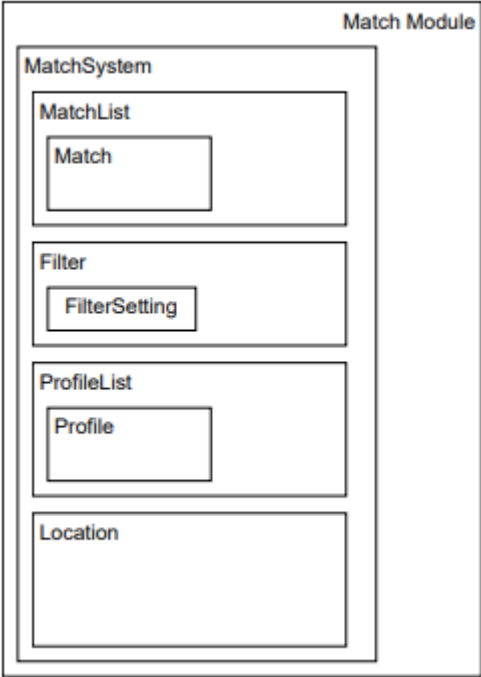 Match Module
MatchSystem
MatchList
Match
Filter
FilterSetting
ProfileList
Profile
Location